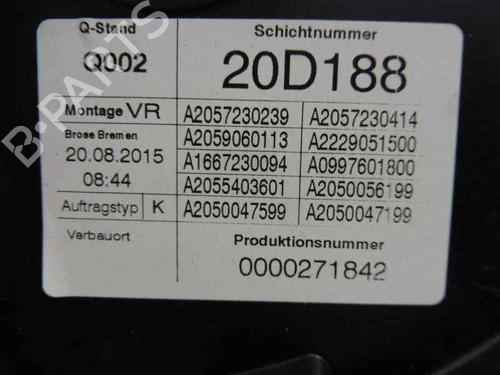 Q-Stand Schichtnummer
Q002 20D188
Montage VR A2057230239 A2057230414
Brose Bremen A2059060113 A2229051500
20.08.2015 A1667230094 A0997601800
08:44 A2055403601 A2050056199
Auftragstyp K A2050047599 A2050047199
Verbauort Produktionsnummer
0000271842
B-PARTS